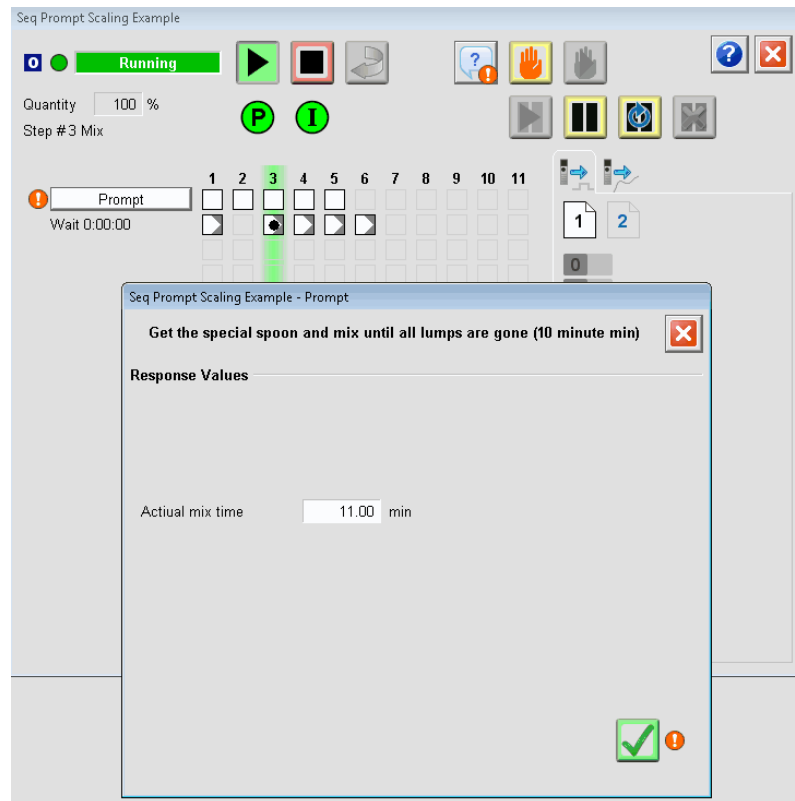 Seq Prompt Scaling Example
O Running
?
?
Quantity 100 %
P I
Step #3 Mix
1 2 3 4 5 6 7 8 9 10 11
! Prompt
Wait 0:00:00
1 2
0
Seq Prompt Scaling Example - Prompt
Get the special spoon and mix until all lumps are gone (10 minute min)
Response Values
Actiual mix time 11.00 min
!